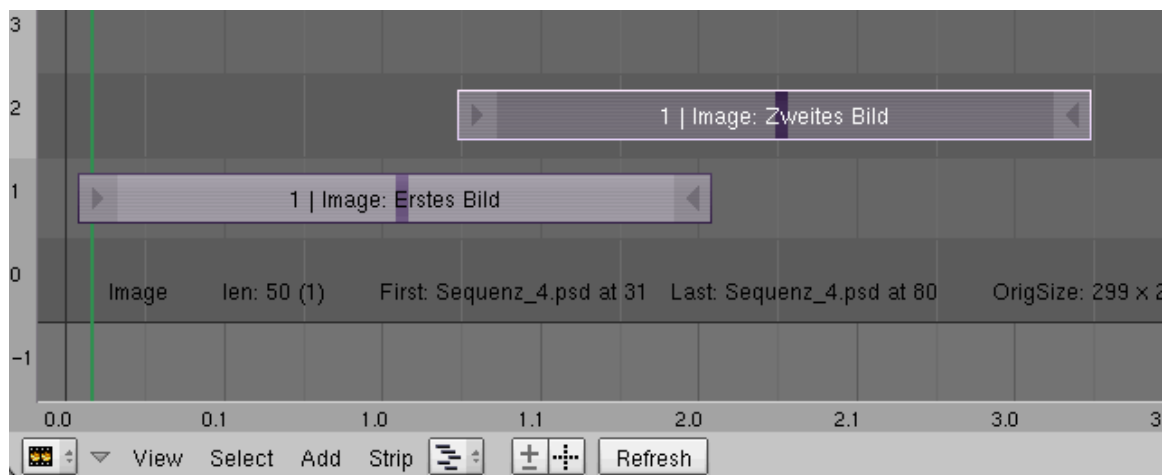 3
2
1 | Image: Zweites Bild
1
1 | Image: Erstes Bild
0
Image len: 50 (1) First: Sequenz_4.psd at 31 Last: Sequenz_4.psd at 80 OrigSize: 299 × 2
-1
0.0 0.1 1.0 1.1 2.0 2.1 3.0 3
View Select Add Strip Refresh